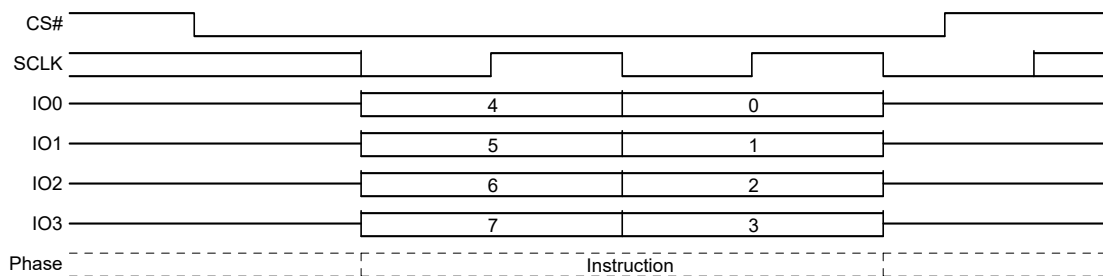 CS#
SCLK
IO0 4 0
IO1 5 1
IO2 6 2
IO3 7 3
Phase Instruction